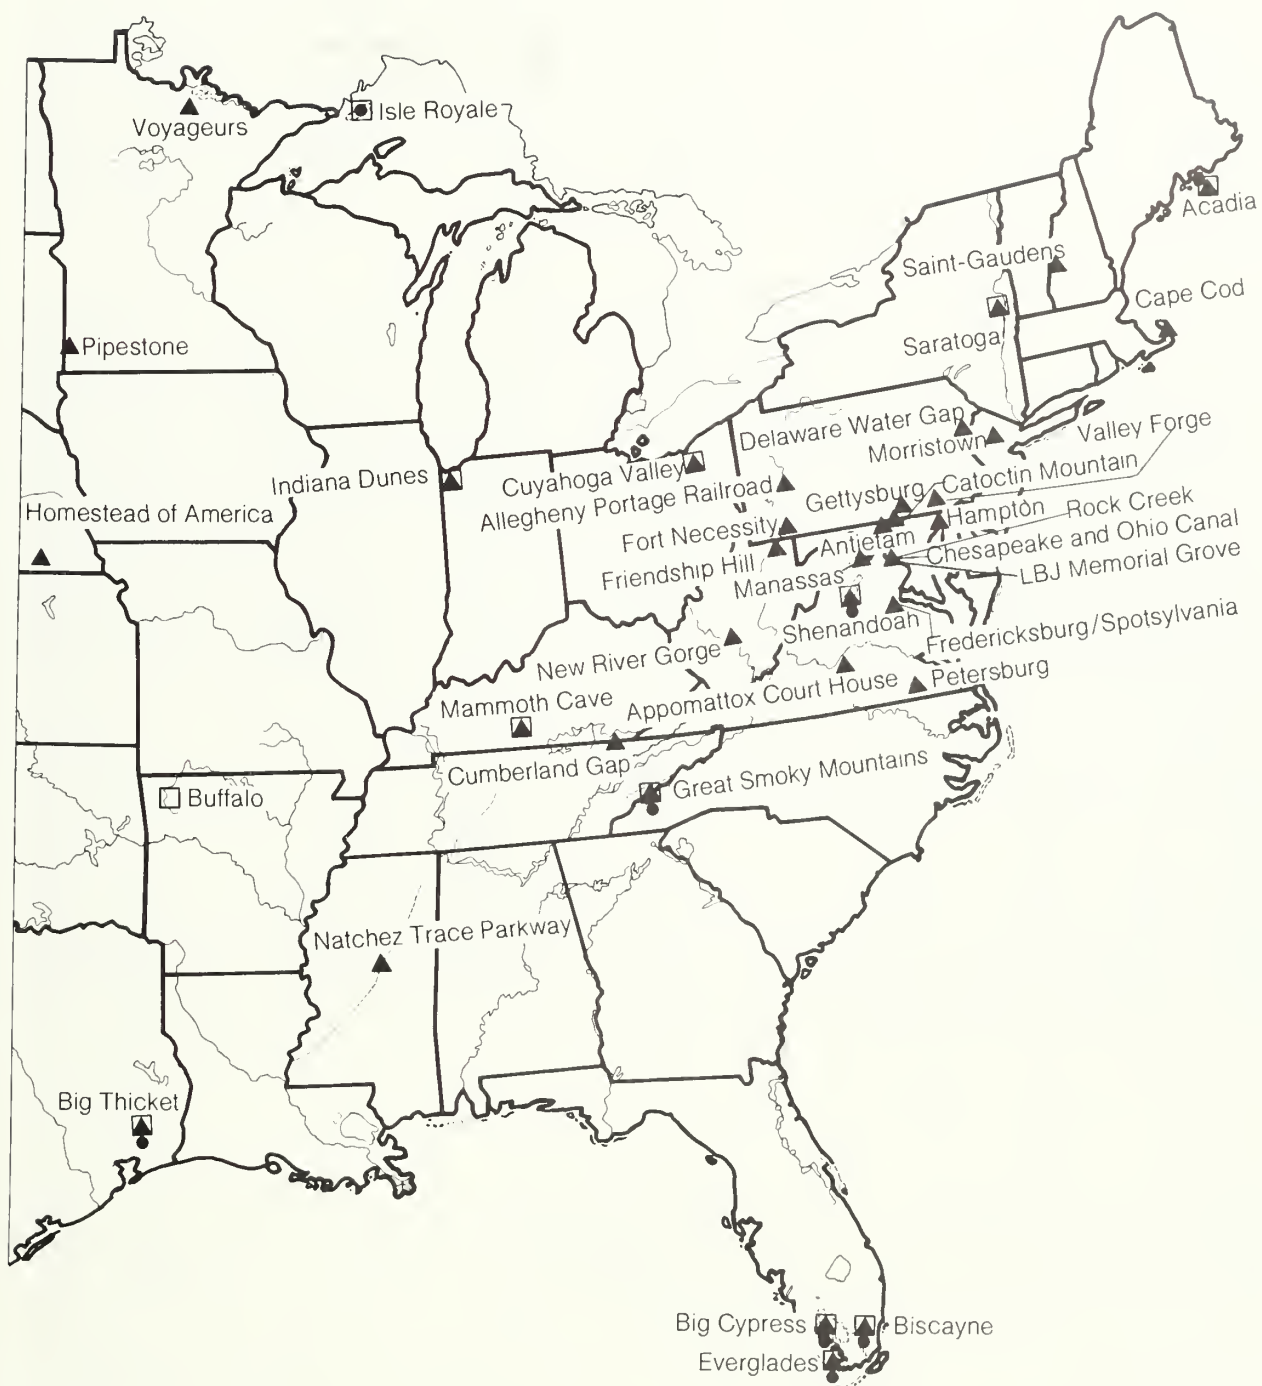 Isle Royale
Voyageurs
Acadia
Saint-Gaudens
Cape Cod
Saratoga
Pipestone
Delaware Water Gap
Valley Forge
Morristown
Indiana Dunes
Cuyahoga Valley
Catoctin Mountain
Allegheny Portage Railroad
Gettysburg
Rock Creek
Homestead of America
Hampton
Fort Necessity
Antietam
Chesapeake and Ohio Canal
Friendship Hill
LBJ Memorial Grove
Manassas
Shenandoah
Fredericksburg/Spotsylvania
New River Gorge
Petersburg
Appomattox Court House
Mammoth Cave
Cumberland Gap
Great Smoky Mountains
Buffalo
Natchez Trace Parkway
Big Thicket
Big Cypress
Biscayne
Everglades